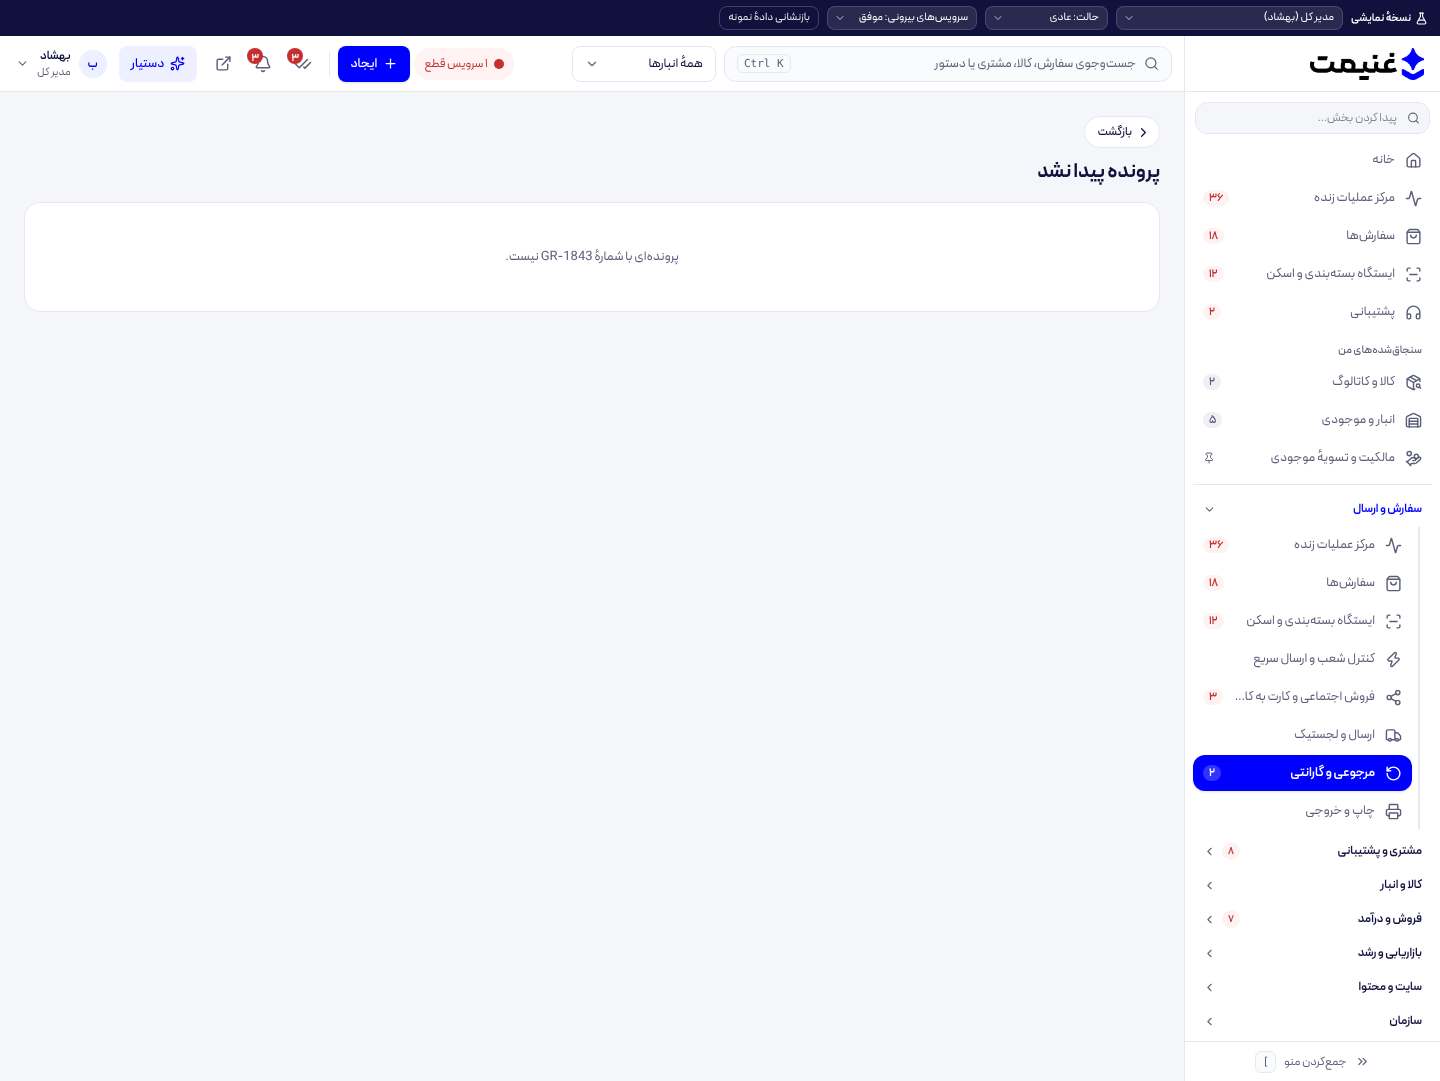 نسخهٔ نمایشی
مدیر کل (بهشاد)
حالت: عادی
سرویس‌های بیرونی: موفق
بازنشانی دادهٔ نمونه
غنیمت
جست‌وجوی سفارش، کالا، مشتری یا دستور
Ctrl K
همهٔ انبارها
۱ سرویس قطع
ایجاد
۳
۳
دستیار
ب
بهشاد
مدیر کل
پیدا کردن بخش...
خانه
مرکز عملیات زنده ۳۶
سفارش‌ها ۱۸
ایستگاه بسته‌بندی و اسکن ۱۲
پشتیبانی ۲
سنجاق‌شده‌های من
کالا و کاتالوگ ۲
انبار و موجودی ۵
مالکیت و تسویهٔ موجودی
سفارش و ارسال
مرکز عملیات زنده ۳۶
سفارش‌ها ۱۸
ایستگاه بسته‌بندی و اسکن ۱۲
کنترل شعب و ارسال سریع
فروش اجتماعی و کارت به کا... ۳
ارسال و لجستیک
مرجوعی و گارانتی ۲
چاپ و خروجی
مشتری و پشتیبانی ۸
کالا و انبار
فروش و درآمد ۷
بازاریابی و رشد
سایت و محتوا
سازمان
جمع‌کردن منو [
بازگشت
پرونده پیدا نشد
پرونده‌ای با شمارهٔ GR-1843 نیست.